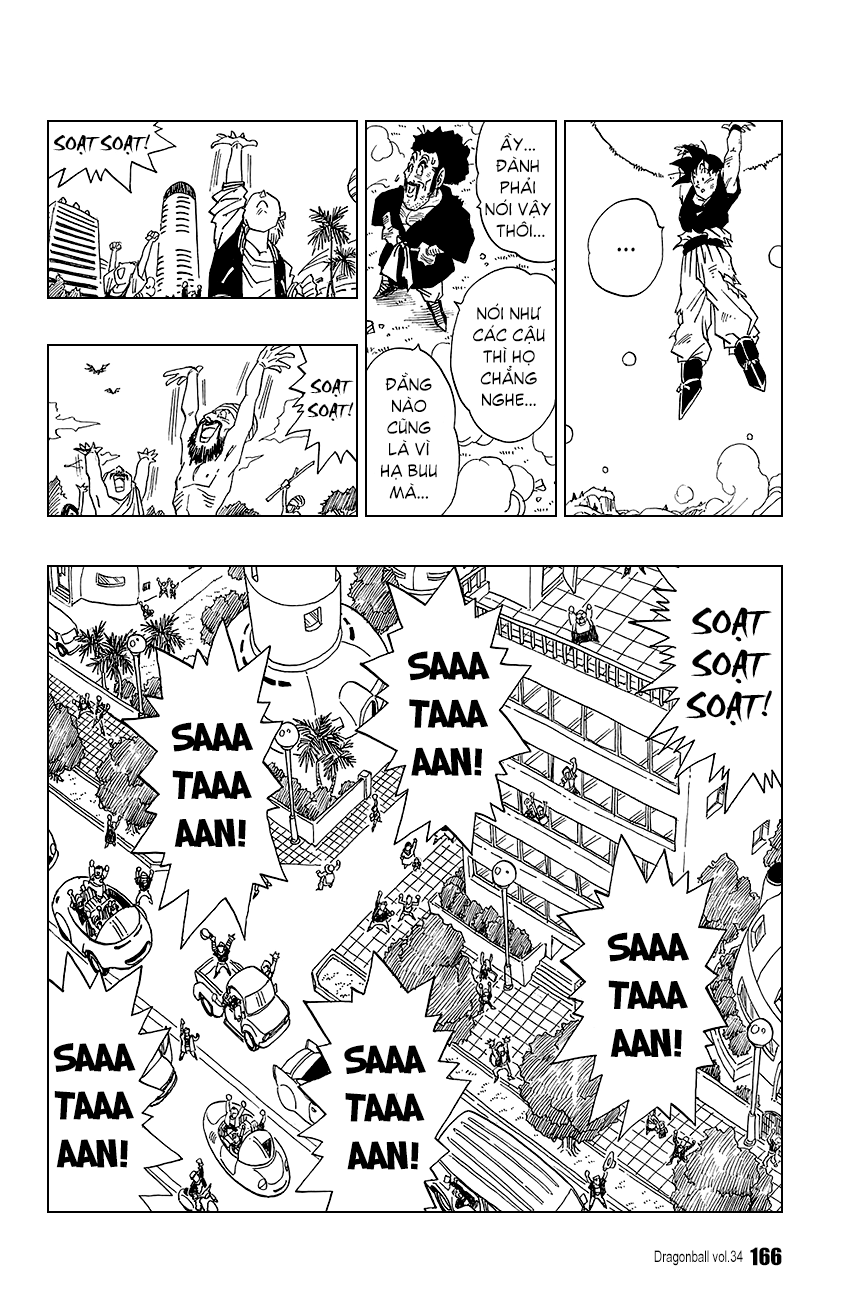 ...
ẦY...
ĐÀNH
PHẢI
NÓI VẬY
THÔI...
NÓI NHƯ
CÁC CẬU
THÌ HỌ
CHẲNG
NGHE...
ĐẰNG
NÀO
CŨNG
LÀ VÌ
HẠ BUU
MÀ...
SOẠT SOẠT!
SOẠT
SOẠT!
SOẠT
SOẠT
SOẠT!
SAAA
TAAA
AAN!
SAAA
TAAA
AAN!
SAAA
TAAA
AAN!
SAAA
TAAA
AAN!
SAAA
TAAA
AAN!
Dragonball vol.34 166